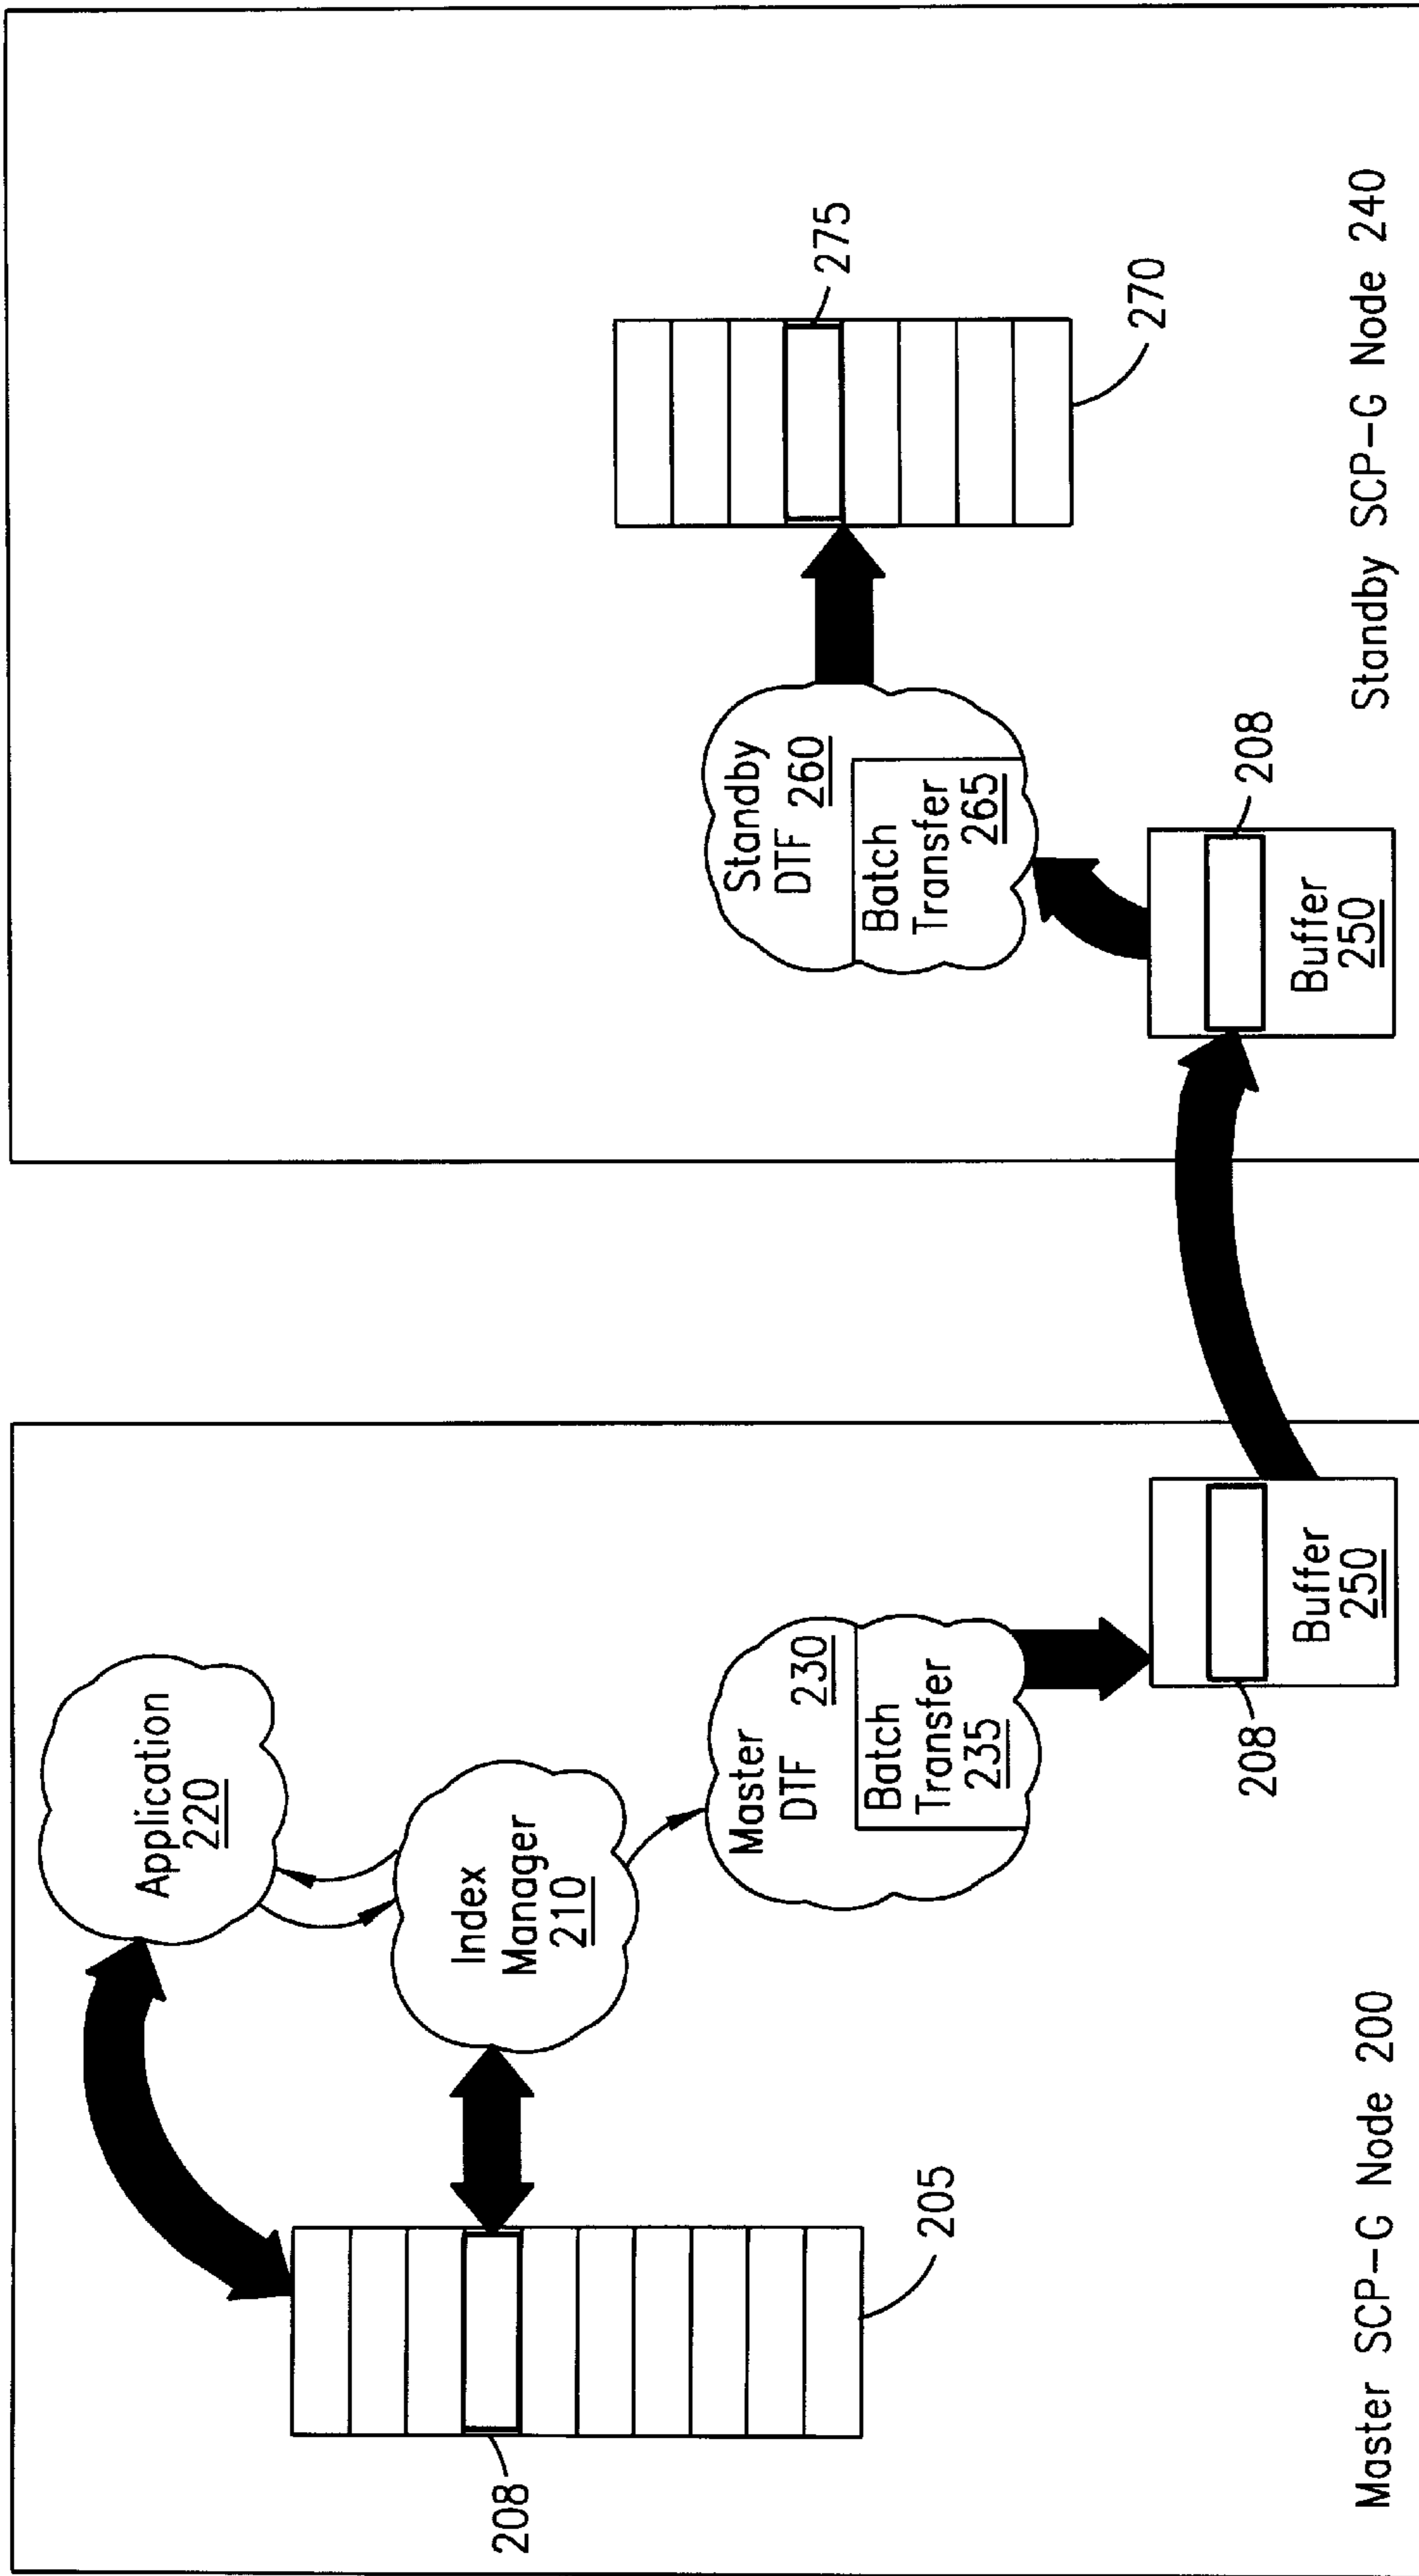 Application
220
Index
Manager
210
208
205
Master
DTF
230
Batch
Transfer
235
208
Buffer
250
Master SCP-G Node 200
Standby
DTF
260
Batch
Transfer
265
275
270
208
Buffer
250
Standby SCP-G Node 240